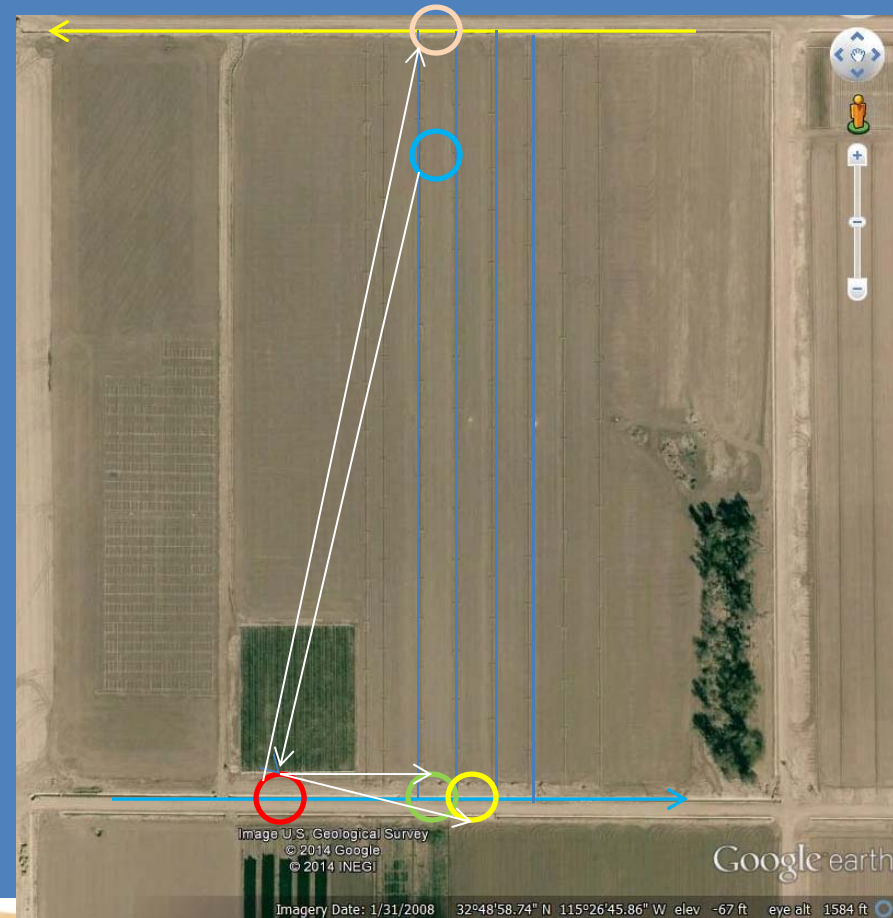 Image U.S. Geological Survey
© 2014 Google
© 2014 INEGI
Google earth
Imagery Date: 1/31/2008 32°48'58.74" N 115°26'45.86" W elev -67 ft eye alt 1584 ft